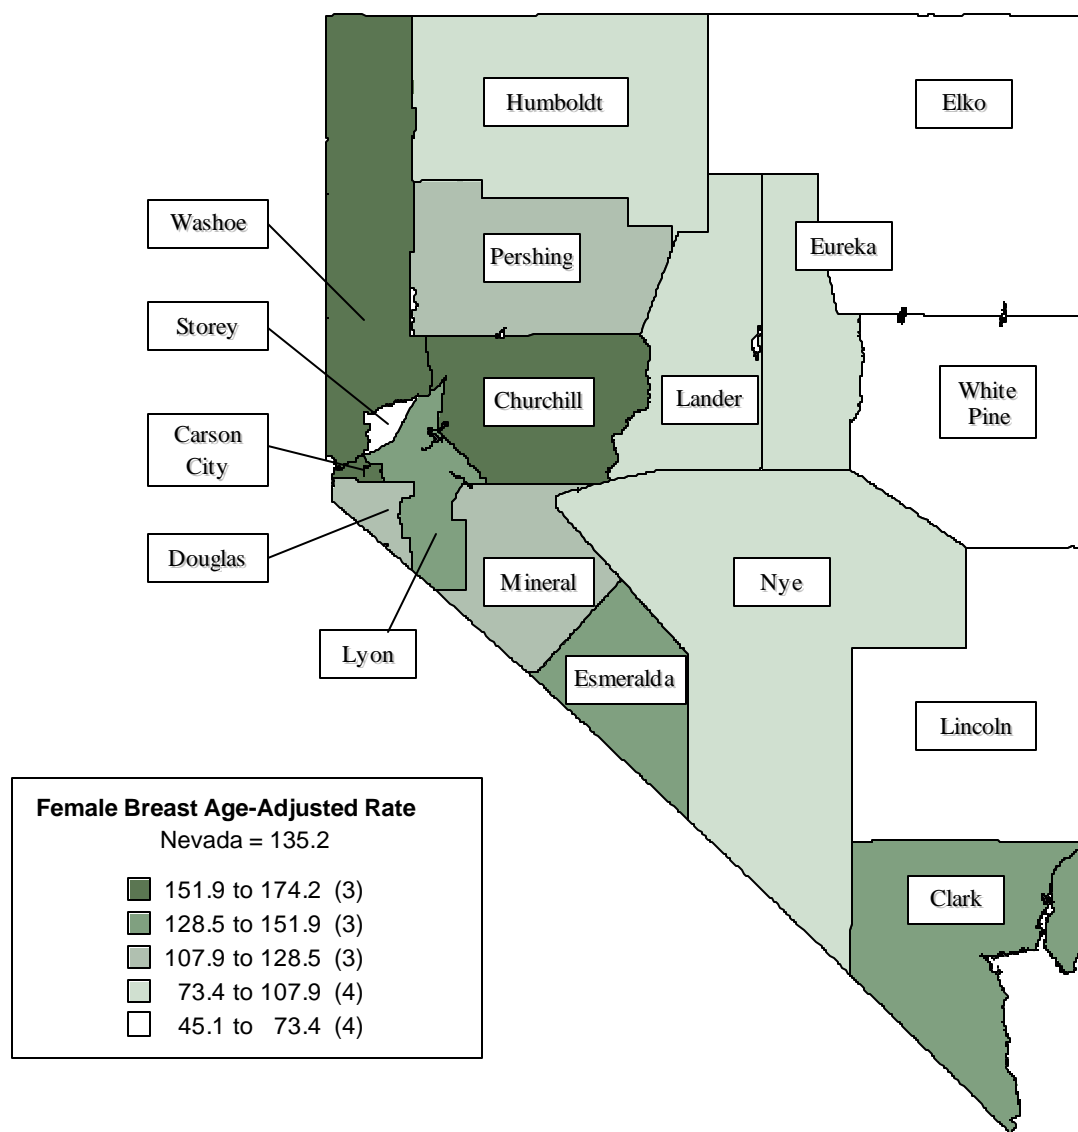 Humboldt
Elko
Washoe
Eureka
Pershing
Storey
Churchill
Lander
White
Pine
Carson
City
Douglas
Mineral
Nye
Lyon
Esmeralda
Lincoln
Clark
Female Breast Age-Adjusted Rate
Nevada = 135.2
151.9 to 174.2 (3)
128.5 to 151.9 (3)
107.9 to 128.5 (3)
73.4 to 107.9 (4)
45.1 to 73.4 (4)